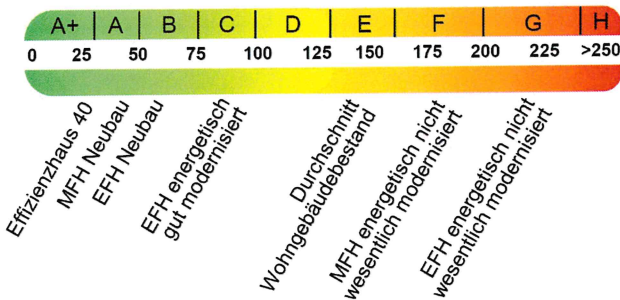 A+ A B C D E F G H
0 25 50 75 100 125 150 175 200 225 >250
Effizienzhaus 40
MFH Neubau
EFH Neubau
EFH energetisch
gut modernisiert
Durchschnitt
Wohngebäudebestand
MFH energetisch nicht
wesentlich modernisiert
EFH energetisch nicht
wesentlich modernisiert